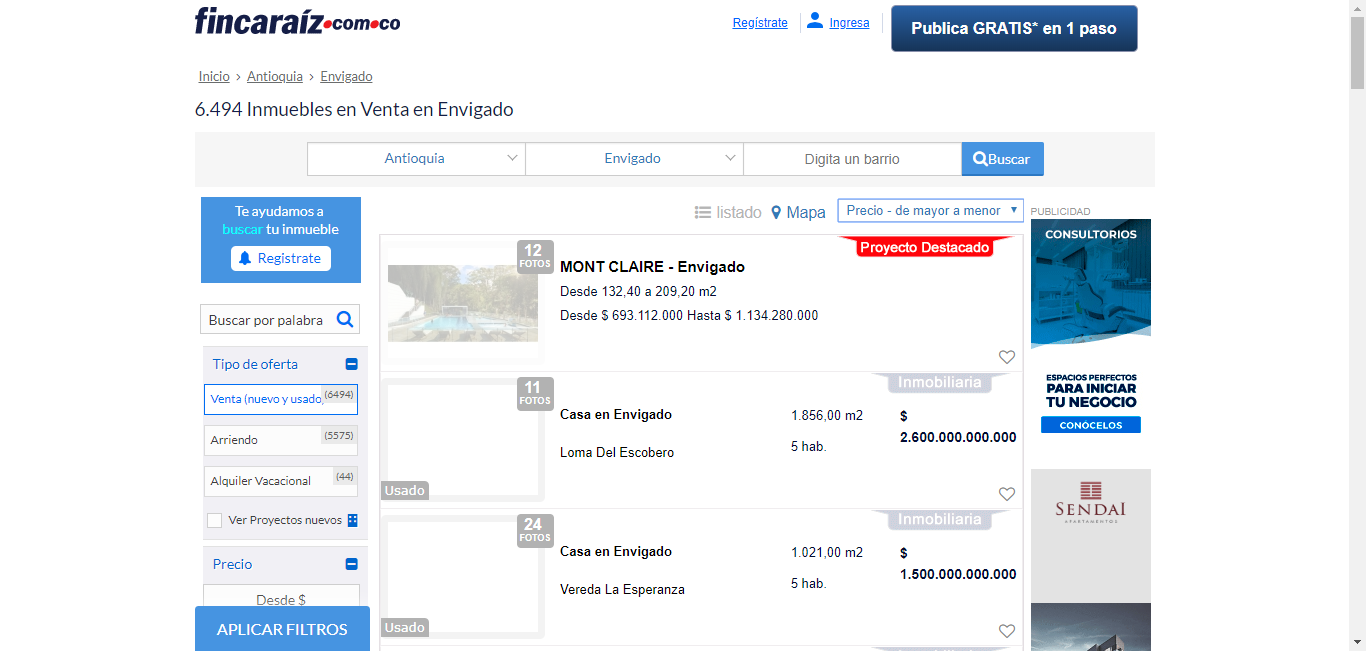 fincaraíz.com.co
Regístrate
Ingresa
Publica GRATIS* en 1 paso
Inicio > Antioquia > Envigado
6.494 Inmuebles en Venta en Envigado
Antioquia
Envigado
Digita un barrio
Buscar
Te ayudamos a
buscar tu inmueble
Registrate
Buscar por palabra
Tipo de oferta
Venta (nuevo y usado) (6494)
Arriendo (5575)
Alquiler Vacacional (44)
Ver Proyectos nuevos
Precio
Desde $
APLICAR FILTROS
listado
Mapa
Precio - de mayor a menor
12
FOTOS
Proyecto Destacado
MONT CLAIRE - Envigado
Desde 132,40 a 209,20 m2
Desde $ 693.112.000 Hasta $ 1.134.280.000
11
FOTOS
Inmobiliaria
Casa en Envigado
1.856,00 m2
$
2.600.000.000.000
Loma Del Escobero
5 hab.
Usado
24
FOTOS
Inmobiliaria
Casa en Envigado
1.021,00 m2
$
1.500.000.000.000
Vereda La Esperanza
5 hab.
Usado
PUBLICIDAD
CONSULTORIOS
ESPACIOS PERFECTOS
PARA INICIAR
TU NEGOCIO
CONÓCELOS
SENDAI
APARTAMENTOS